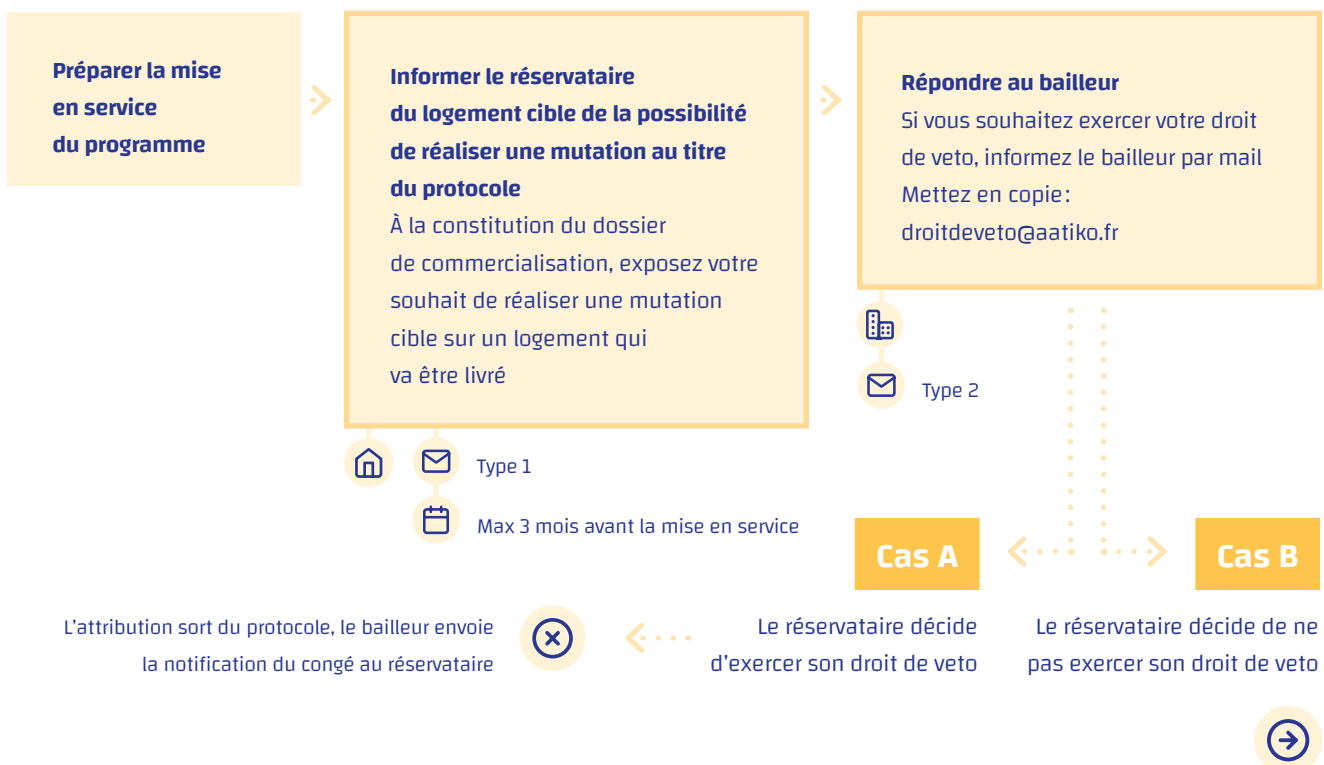 Préparer la mise
en service
du programme
Informer le réservataire
du logement cible de la possibilité
de réaliser une mutation au titre
du protocole
À la constitution du dossier
de commercialisation, exposez votre
souhait de réaliser une mutation
cible sur un logement qui
va être livré
Type 1
Max 3 mois avant la mise en service
Répondre au bailleur
Si vous souhaitez exercer votre droit
de veto, informez le bailleur par mail
Mettez en copie :
droitdeveto@aatiko.fr
Type 2
Cas A
Le réservataire décide
d'exercer son droit de veto
L'attribution sort du protocole, le bailleur envoie
la notification du congé au réservataire
Cas B
Le réservataire décide de ne
pas exercer son droit de veto